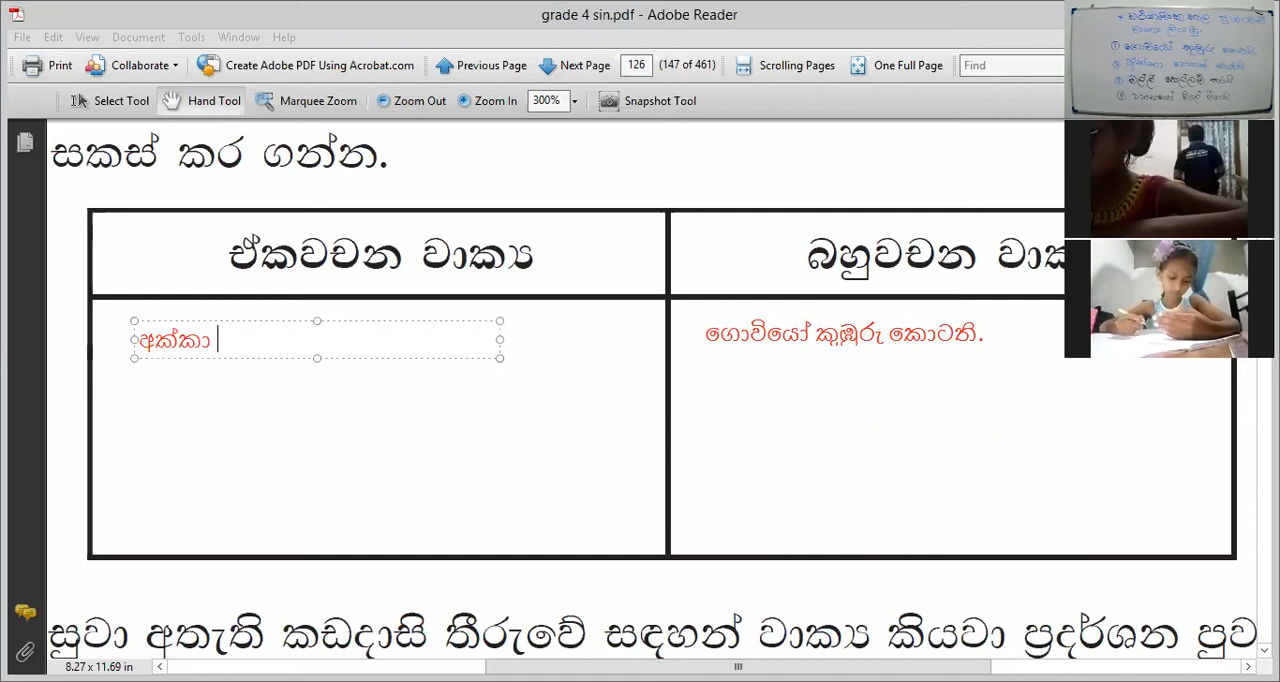 grade 4 sin.pdf - Adobe Reader
File Edit View Document Tools Window Help
Print Collaborate Create Adobe PDF Using Acrobat.com Previous Page Next Page 126 (147 of 461) Scrolling Pages One Full Page Find
Select Tool Hand Tool Marquee Zoom Zoom Out Zoom In 300% Snapshot Tool
සකස් කර ගන්න.
ඒකවචන වාක්‍ය
බහුවචන
අක්කා
ගොවියෝ කුඹුරු කොටති.
සුවා අතැති කඩදාසි තීරුවේ සඳහන් වාක්‍ය කියවා ප්‍රදර්ශන පුව
8.27 x 11.69 in